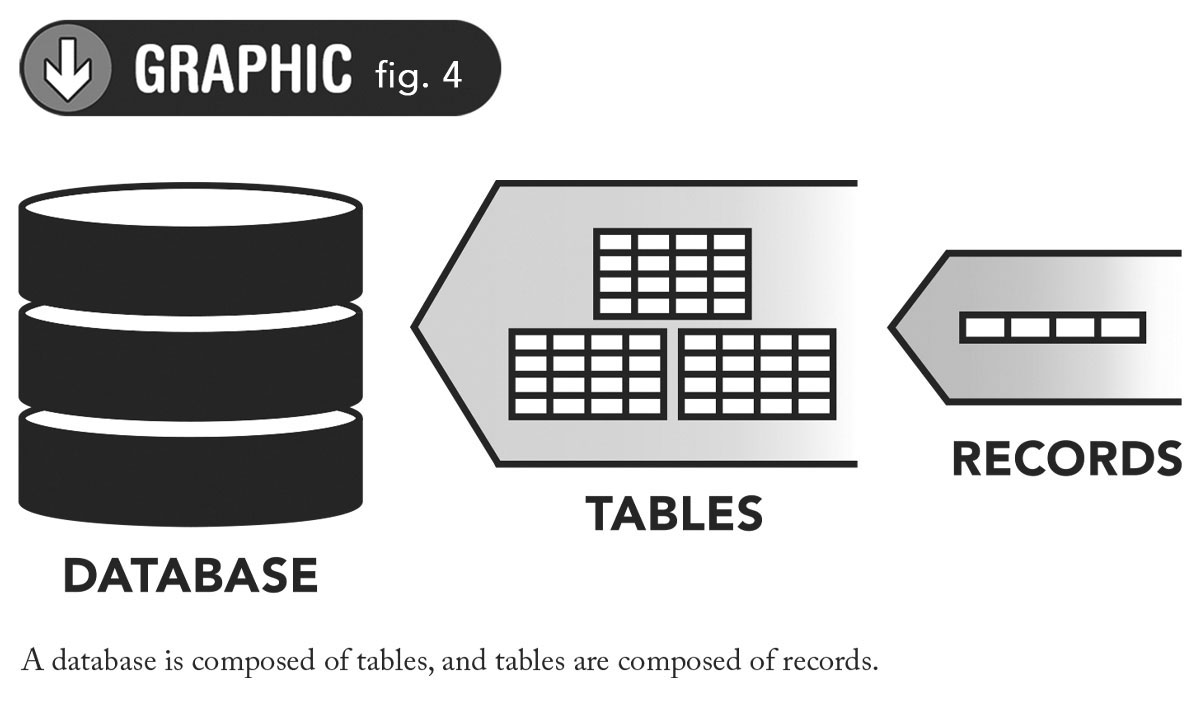 GRAPHIC fig. 4
DATABASE
TABLES
RECORDS
A database is composed of tables, and tables are composed of records.